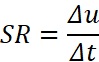 SR = Δu / Δt